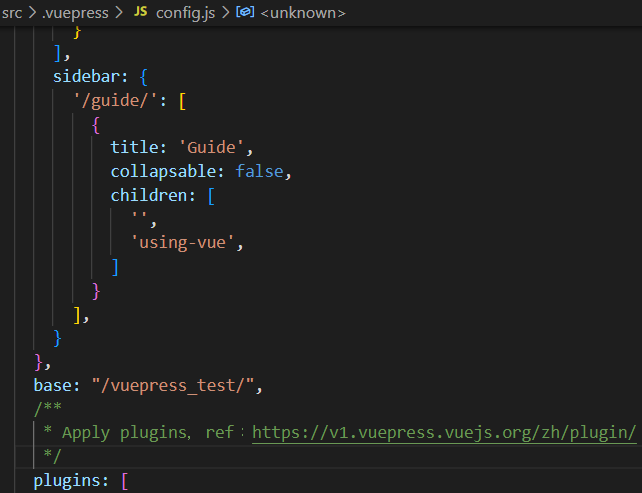 src > .vuepress > JS config.js > <unknown>
}
],
sidebar: {
'/guide/': [
{
title: 'Guide',
collapsable: false,
children: [
'',
'using-vue',
]
}
],
}
},
base: "/vuepress_test/",
/**
* Apply plugins，ref：https://v1.vuepress.vuejs.org/zh/plugin/
*/
plugins: [